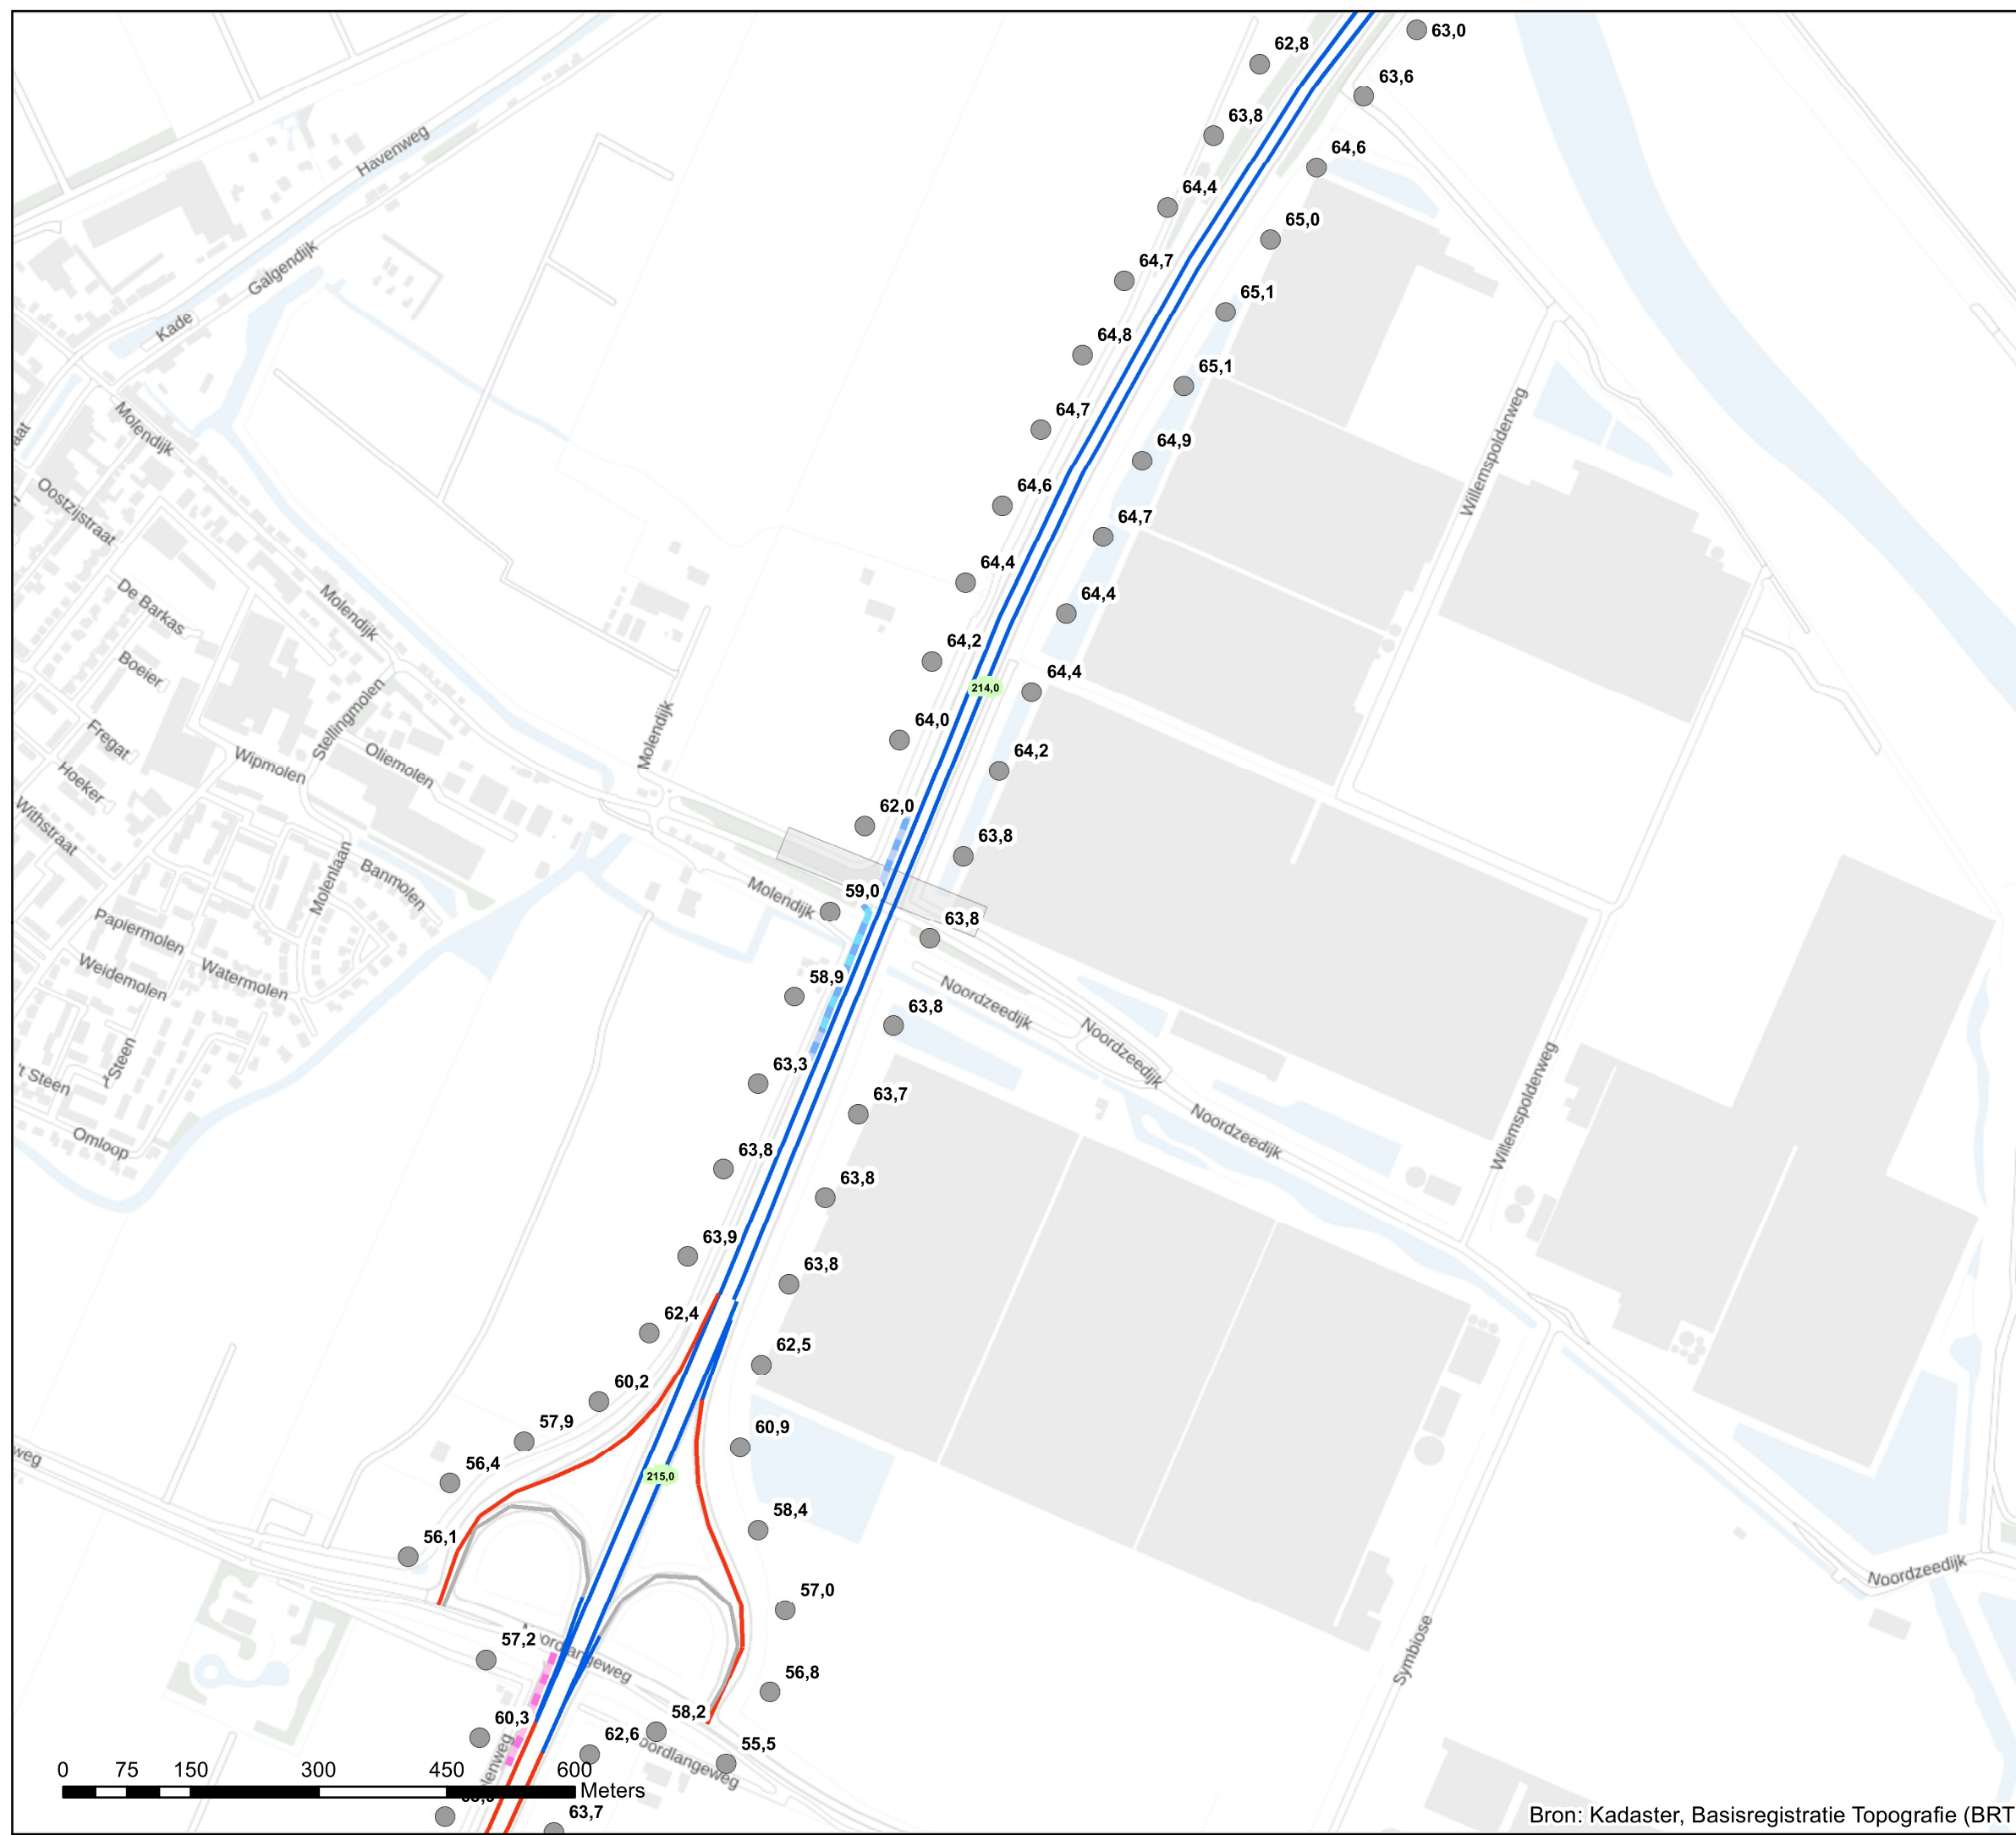 63,0
62,8
63,6
63,8
64,6
Havenweg
64,4
65,0
Galgendijk
64,7
65,1
Kade
64,8
65,1
64,7
Molendijk
Willemspolderweg
64,9
64,6
Oostzijstraat
64,7
64,4
De Barkas
Molendijk
64,4
64,2
Boeier
64,4
214,0
Stellingmolen
64,0
Molendijk
Fregat
Wipmolen
Oliemolen
64,2
Hoeker
62,0
Withstraat
63,8
Molenlaan
Banmolen
59,0
Molendijk
63,8
Papiermolen
Weidemolen
Watermolen
58,9
Noordzeedijk
63,8
Noordzeedijk
't Steen
't Steen
63,3
63,7
Willemspolderweg
Noordzeedijk
Omloop
63,8
63,8
63,9
63,8
62,4
62,5
60,2
57,9
60,9
weg
56,4
215,0
58,4
56,1
Noordzeedijk
57,0
57,2
Symbiose
56,8
60,3
58,2
62,6
55,5
0 75 150 300 450 600
Meters
63,7
Bron: Kadaster, Basisregistratie Topografie (BRT